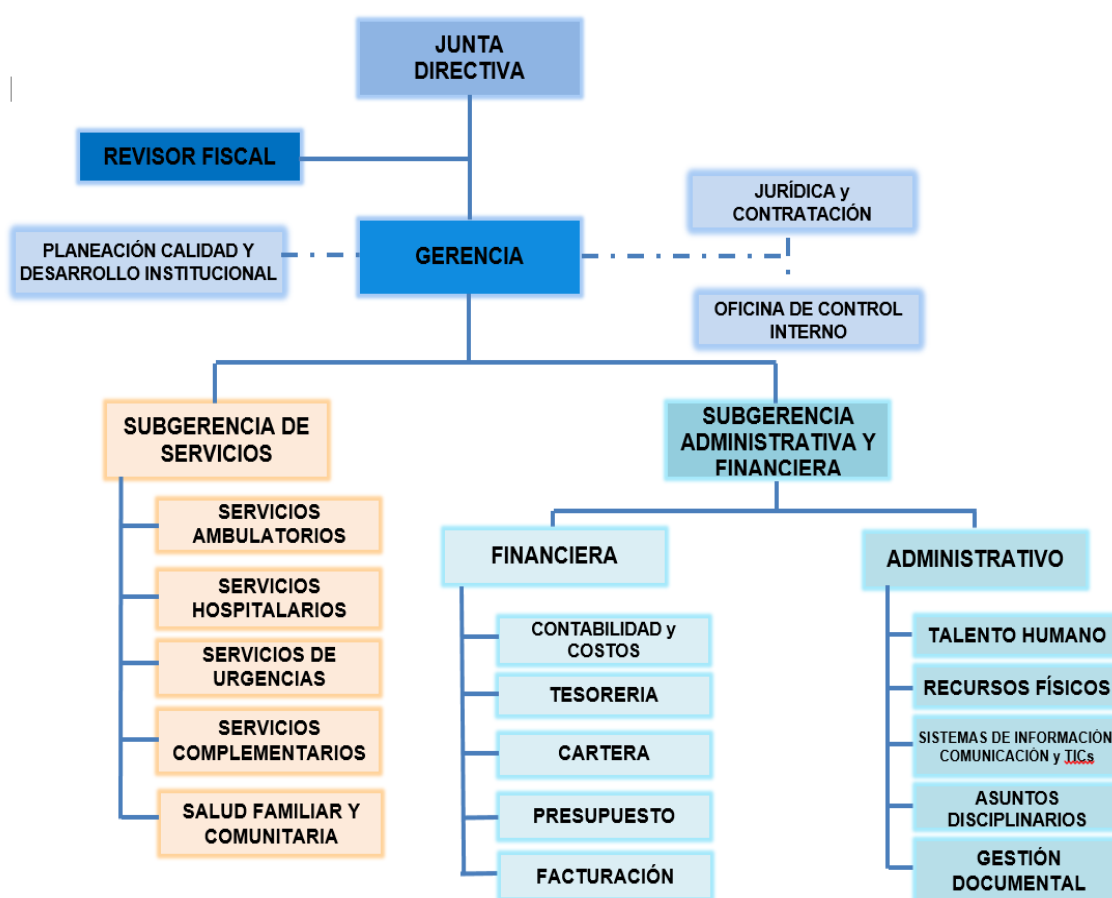 JUNTA
DIRECTIVA
REVISOR FISCAL
JURÍDICA y
CONTRATACIÓN
PLANEACIÓN CALIDAD Y
DESARROLLO INSTITUCIONAL
GERENCIA
OFICINA DE CONTROL
INTERNO
SUBGERENCIA DE
SERVICIOS
SERVICIOS
AMBULATORIOS
SERVICIOS
HOSPITALARIOS
SERVICIOS DE
URGENCIAS
SERVICIOS
COMPLEMENTARIOS
SALUD FAMILIAR Y
COMUNITARIA
SUBGERENCIA
ADMINISTRATIVA Y
FINANCIERA
FINANCIERA
CONTABILIDAD y
COSTOS
TESORERIA
CARTERA
PRESUPUESTO
FACTURACIÓN
ADMINISTRATIVO
TALENTO HUMANO
RECURSOS FÍSICOS
SISTEMAS DE INFORMACIÓN
COMUNICACIÓN y TICs
ASUNTOS
DISCIPLINARIOS
GESTIÓN
DOCUMENTAL